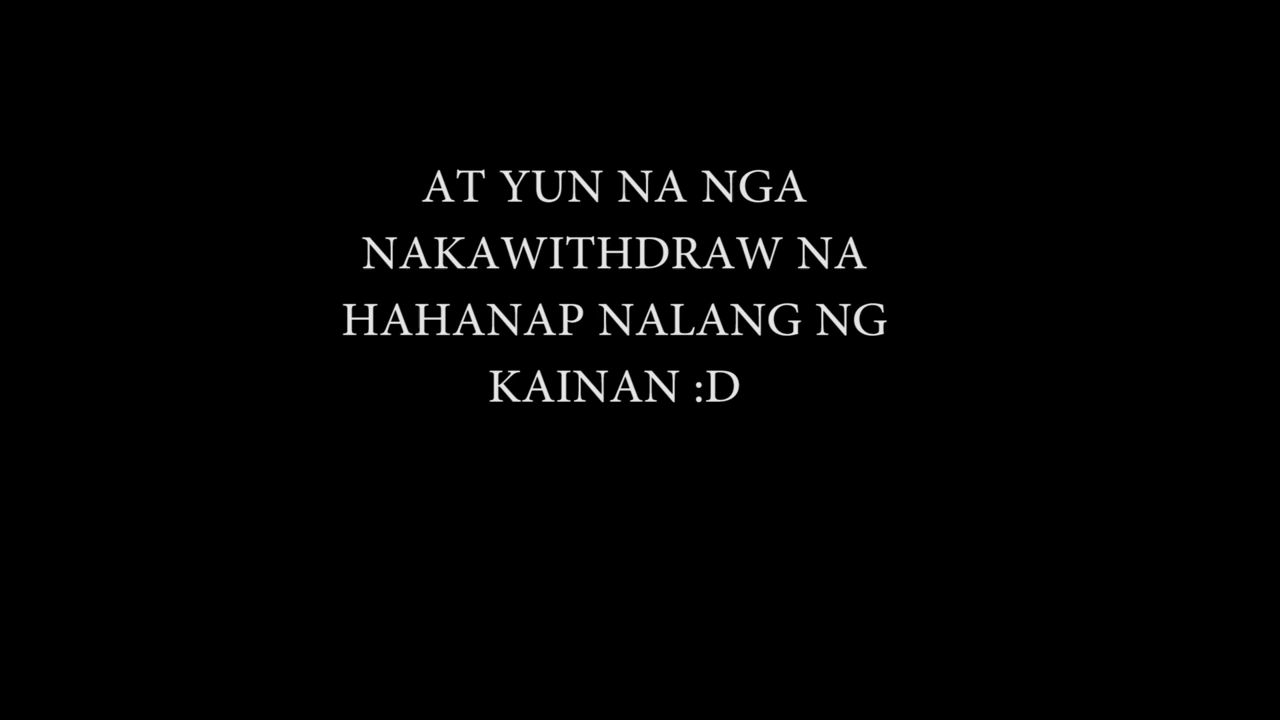 AT YUN NA NGA
NAKAWITHDRAW NA
HAHANAP NALANG NG
KAINAN :D